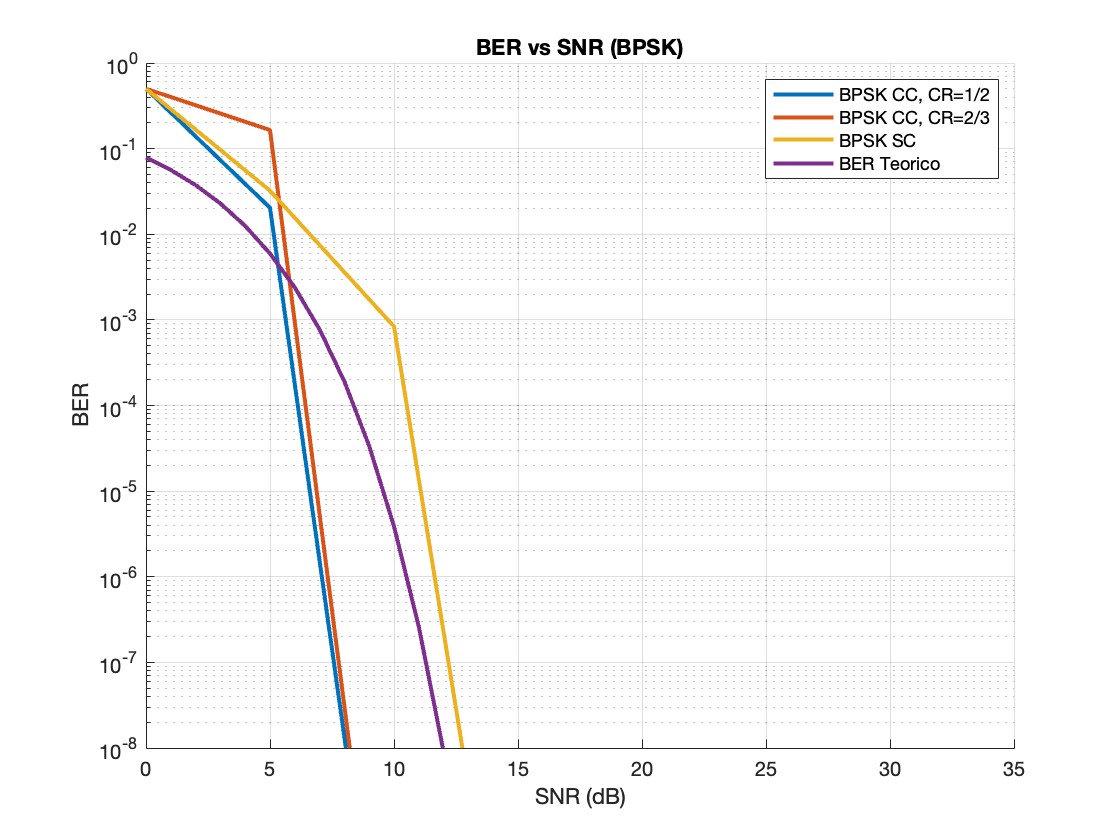 BER vs SNR (BPSK)
10^0
10^-1
10^-2
10^-3
10^-4
10^-5
10^-6
10^-7
10^-8
BER
BPSK CC, CR=1/2
BPSK CC, CR=2/3
BPSK SC
BER Teorico
0 5 10 15 20 25 30 35
SNR (dB)